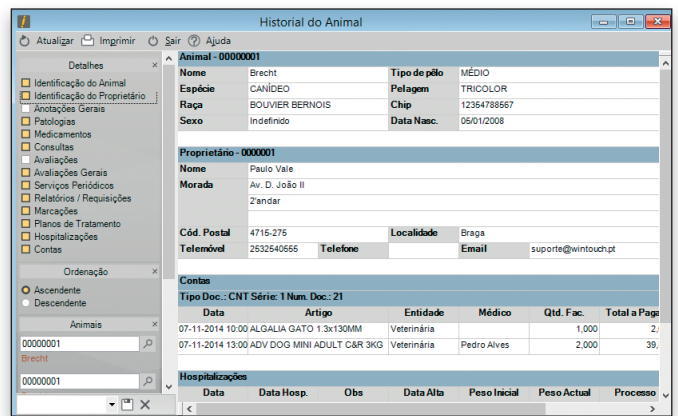 Historial do Animal
Atualizar Imprimir Sair Ajuda
Detalhes
Identificação do Animal
Identificação do Proprietário
Anotações Gerais
Patologias
Medicamentos
Consultas
Avaliações
Avaliações Gerais
Serviços Periódicos
Relatórios / Requisições
Marcações
Planos de Tratamento
Hospitalizações
Contas
Ordenação
Ascendente
Descendente
Animais
00000001
Brecht
00000001
Animal - 00000001
Nome Brecht Tipo de pêlo MÉDIO
Espécie CANÍDEO Pelagem TRICOLOR
Raça BOUVIER BERNOIS Chip 12354788567
Sexo Indefinido Data Nasc. 05/01/2008
Proprietário - 0000001
Nome Paulo Vale
Morada Av. D. João II
2'andar
Cód. Postal 4715-275 Localidade Braga
Telemóvel 2532540555 Telefone Email suporte@wintouch.pt
Contas
Tipo Doc.: CNT Série: 1 Num. Doc.: 21
Data Artigo Entidade Médico Qtd. Fac. Total a Paga
07-11-2014 10:00 ALGALIA GATO 1.3x130MM Veterinária 1,000 2,
07-11-2014 13:00 ADV DOG MINI ADULT C&R 3KG Veterinária Pedro Alves 2,000 39,
Hospitalizações
Data Data Hosp. Obs Data Alta Peso Inicial Peso Actual Processo